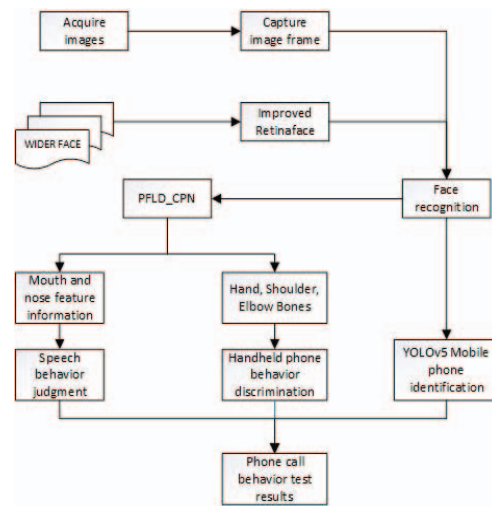 Acquire
images
Capture
image frame
WIDER FACE
Improved
Retinaface
PFLD_CPN
Face
recognition
Mouth and
nose feature
information
Hand, Shoulder,
Elbow Bones
Speech
behavior
judgment
Handheld phone
behavior
discrimination
YOLOv5 Mobile
phone
identification
Phone call
behavior test
results